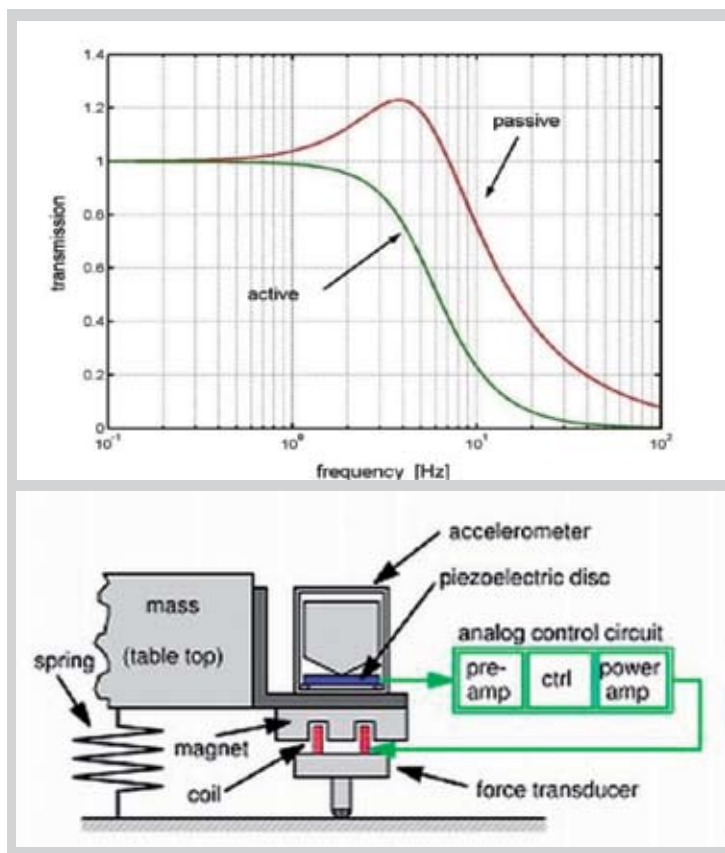 1.4
1.2
1
0.8
0.6
0.4
0.2
0
transmission
passive
active
10⁻¹
10⁰
10¹
10²
frequency [Hz]
accelerometer
piezoelectric disc
mass
(table top)
analog control circuit
pre-
amp
ctrl
power
amp
spring
magnet
coil
force transducer